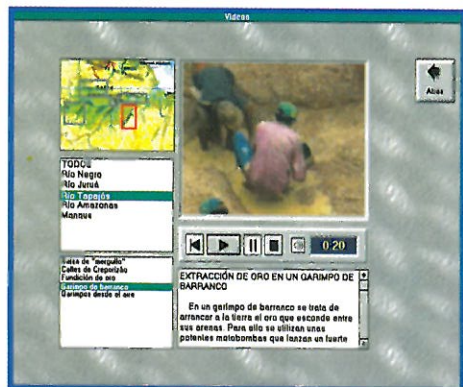 Videos
Atrás
TODOS
Río Negro
Río Juruá
Río Tapajós
Río Amazonas
Manaus
Balsa de "mergullo"
Calles de Creporizão
Fundición de oro
Garimpo de barranco
Garimpos desde el aire
0:20
EXTRACCIÓN DE ORO EN UN GARIMPO DE
BARRANCO
En un garimpo de barranco se trata de
arrancar a la tierra el oro que esconde entre
sus arenas. Para ello se utilizan unas
potentes motobombas que lanzan un fuerte